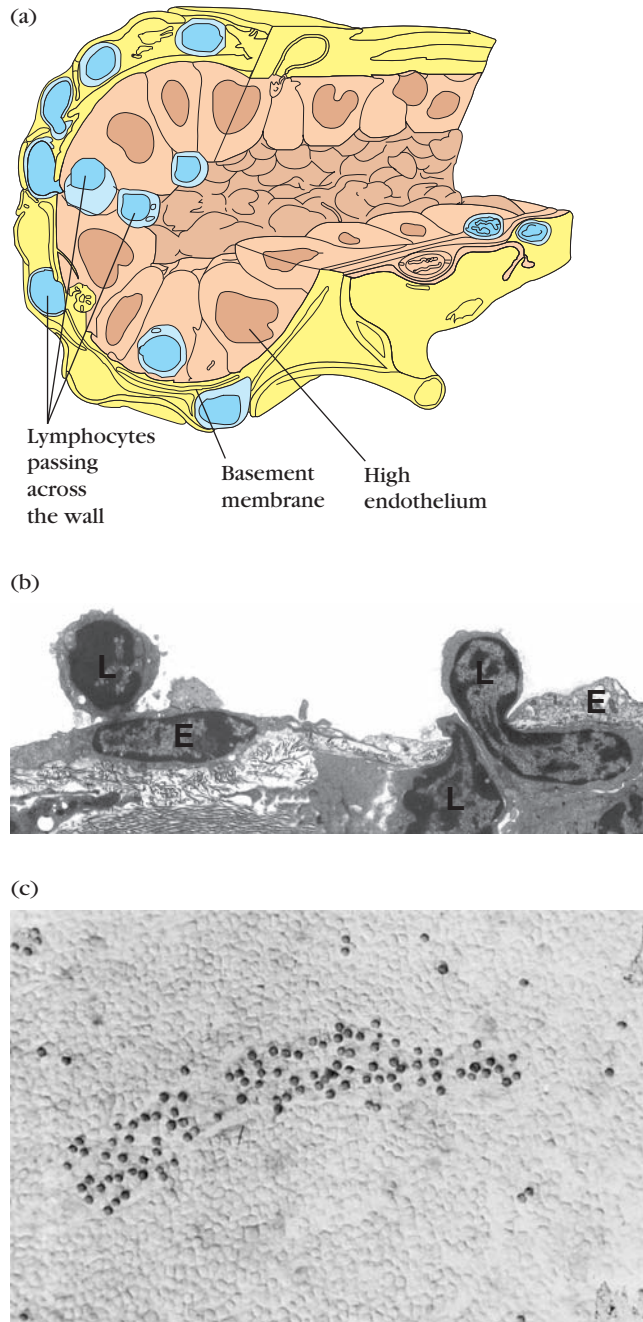 (a)
Lymphocytes
passing
across
the wall
Basement
membrane
High
endothelium
(b)
L
E
L
E
L
(c)